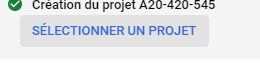 Création du projet A20-420-545
SÉLECTIONNER UN PROJET